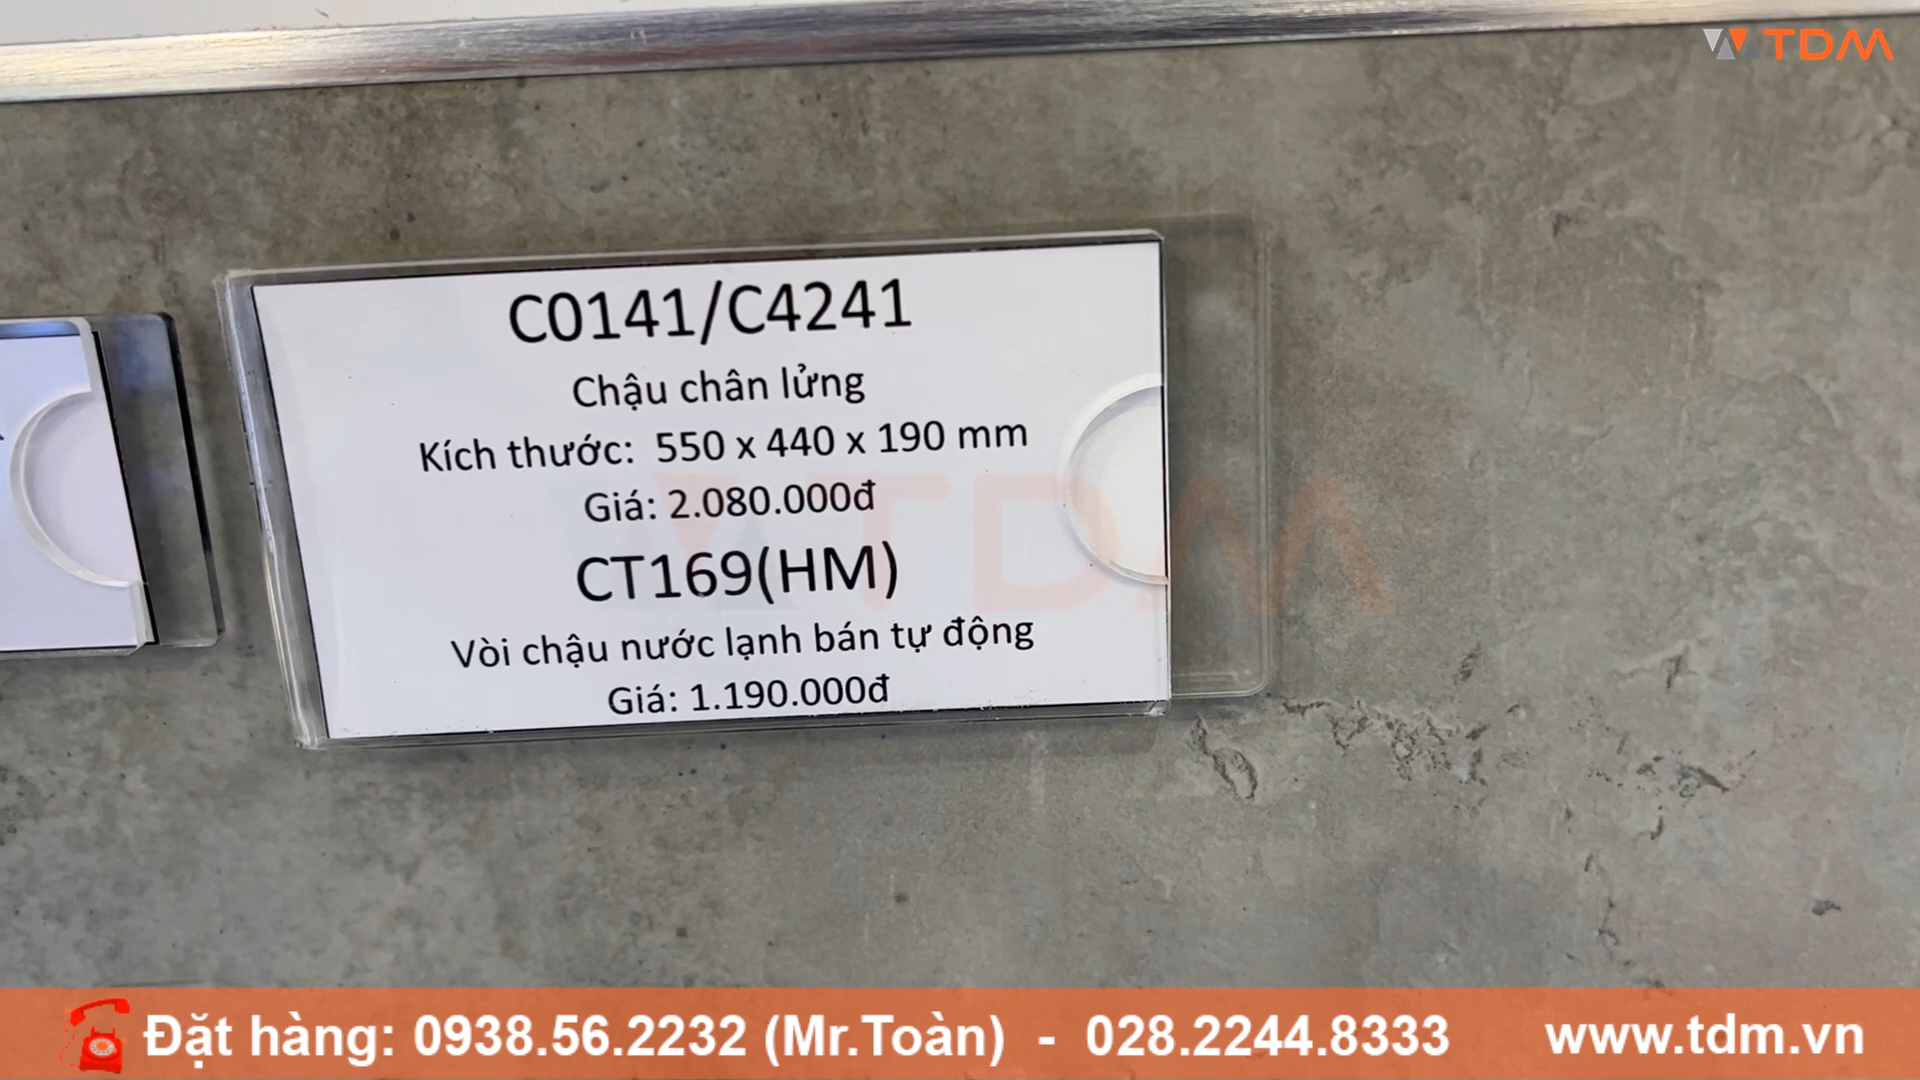 TDM
C0141/C4241
Chậu chân lửng
Kích thước: 550 x 440 x 190 mm
Giá: 2.080.000đ
TDM
CT169(HM)
Vòi chậu nước lạnh bán tự động
Giá: 1.190.000đ
Đặt hàng: 0938.56.2232 (Mr.Toàn) - 028.2244.8333 www.tdm.vn